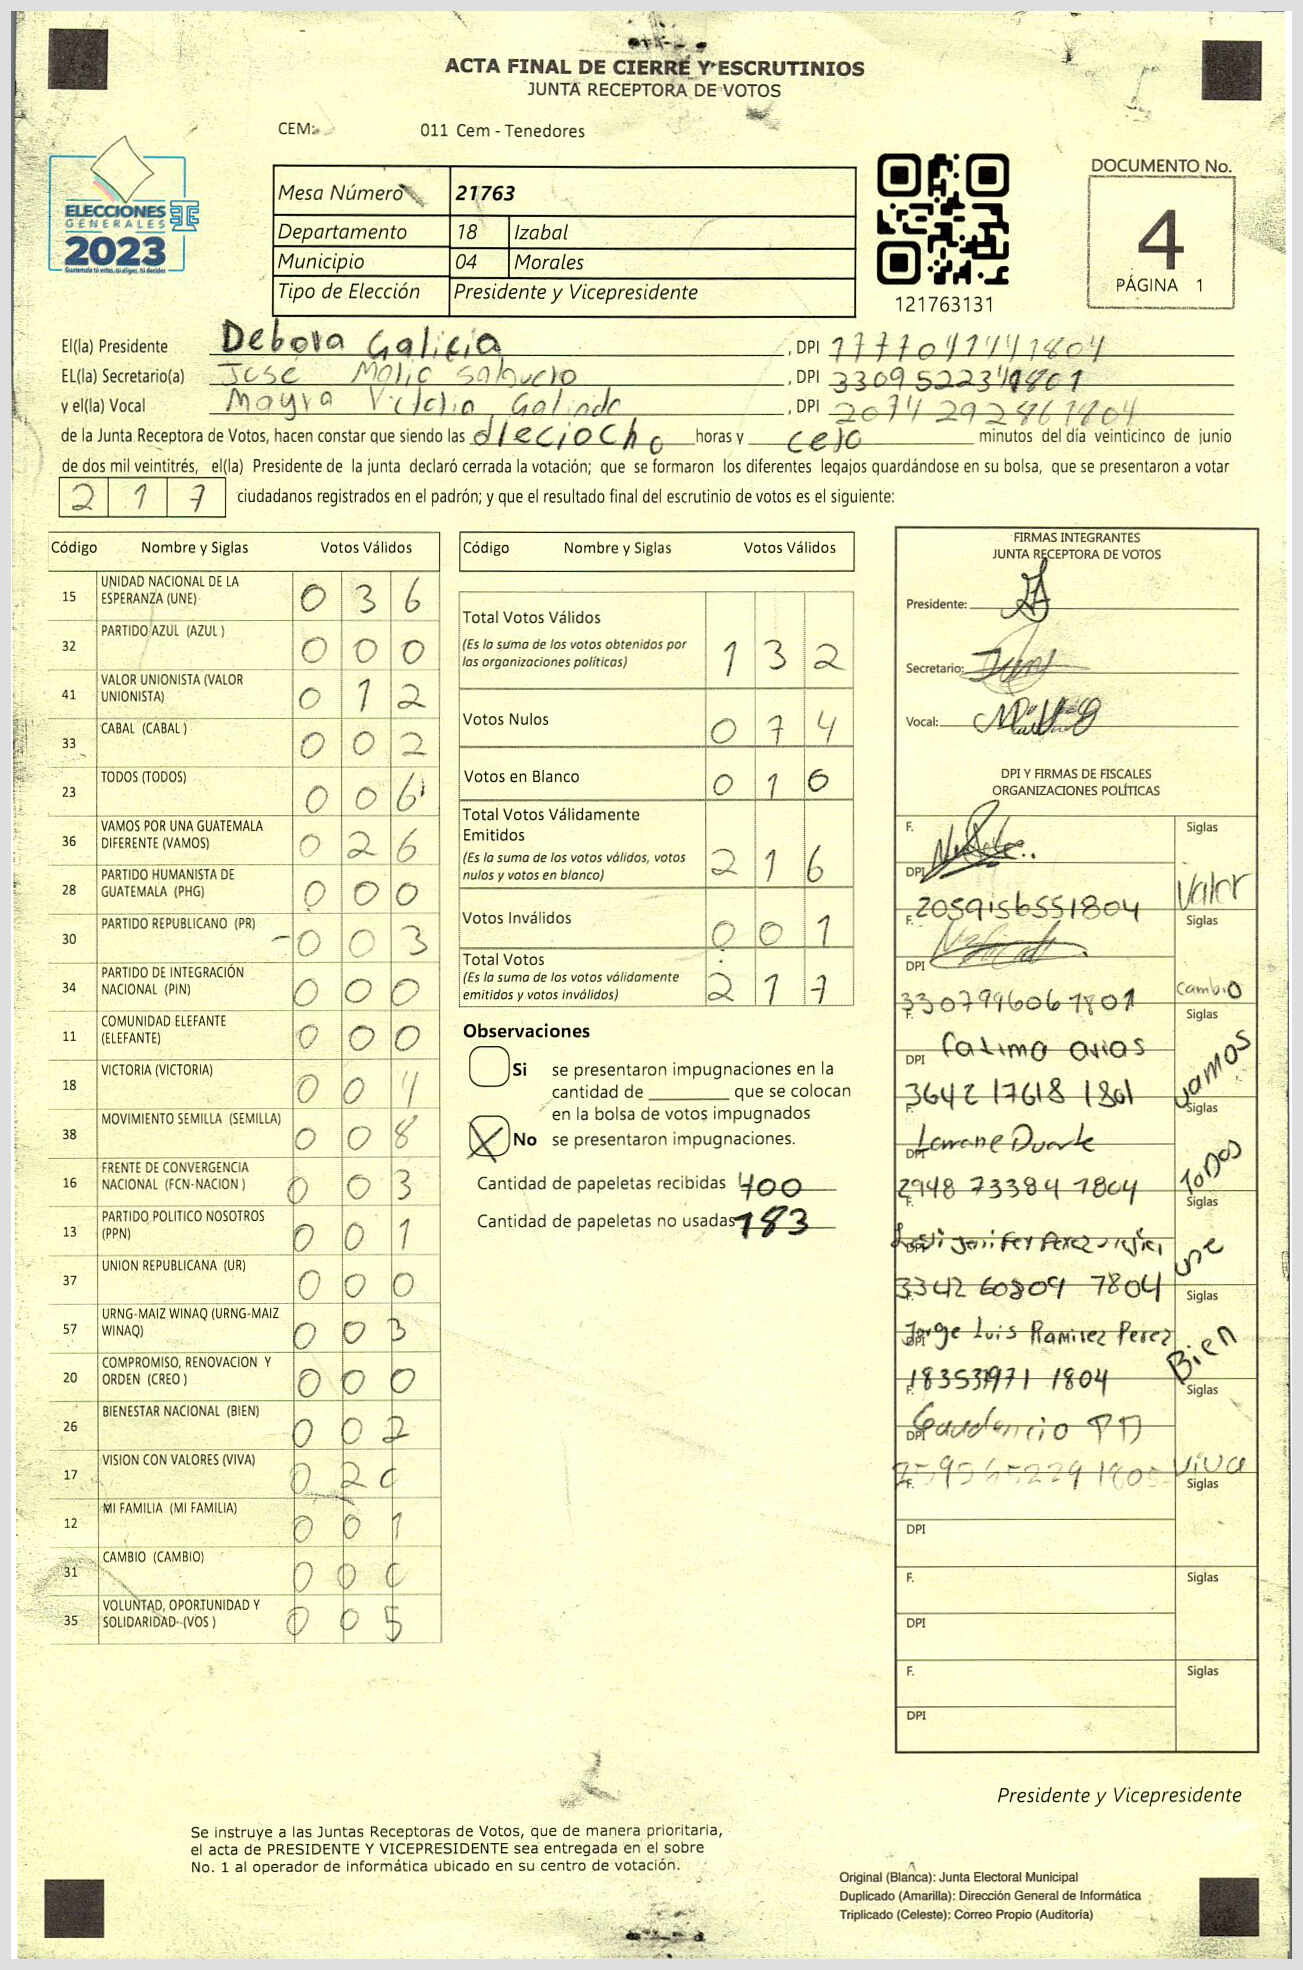 ACTA FINAL DE CIERRE Y ESCRUTINIOS
JUNTA RECEPTORA DE VOTOS
CEM: 011 Cem - Tenedores
ELECCIONES
GENERALES
2023
Guatemala tú votas, tú eliges, tú decides
Mesa Número 21763
Departamento 18 Izabal
Municipio 04 Morales
Tipo de Elección Presidente y Vicepresidente
121763131
DOCUMENTO No.
4
PÁGINA 1
El(la) Presidente Debora Galicia, DPI
EL(la) Secretario(a) José, DPI
y el(la) Vocal Mayra, DPI 2074 29286 1804
de la Junta Receptora de Votos, hacen constar que siendo las dieciocho horas y cero minutos del día veinticinco de junio
de dos mil veintitrés, el(la) Presidente de la junta declaró cerrada la votación; que se formaron los diferentes legajos guardándose en su bolsa, que se presentaron a votar
2 1 7 ciudadanos registrados en el padrón; y que el resultado final del escrutinio de votos es el siguiente:
Código Nombre y Siglas Votos Válidos
15 UNIDAD NACIONAL DE LA
ESPERANZA (UNE) 0 3 6
32 PARTIDO AZUL (AZUL ) 0 0 0
41 VALOR UNIONISTA (VALOR
UNIONISTA) 0 1 2
33 CABAL (CABAL ) 0 0 2
23 TODOS (TODOS) 0 0 6
36 VAMOS POR UNA GUATEMALA
DIFERENTE (VAMOS) 0 2 6
28 PARTIDO HUMANISTA DE
GUATEMALA (PHG) 0 0 0
30 PARTIDO REPUBLICANO (PR) 0 0 3
34 PARTIDO DE INTEGRACIÓN
NACIONAL (PIN) 0 0 0
11 COMUNIDAD ELEFANTE
(ELEFANTE) 0 0 0
18 VICTORIA (VICTORIA) 0 0 4
38 MOVIMIENTO SEMILLA (SEMILLA) 0 0 8
16 FRENTE DE CONVERGENCIA
NACIONAL (FCN-NACION ) 0 0 3
13 PARTIDO POLITICO NOSOTROS
(PPN) 0 0 1
37 UNION REPUBLICANA (UR) 0 0 0
57 URNG-MAIZ WINAQ (URNG-MAIZ
WINAQ) 0 0 3
20 COMPROMISO, RENOVACION Y
ORDEN (CREO ) 0 0 0
26 BIENESTAR NACIONAL (BIEN) 0 0 2
17 VISION CON VALORES (VIVA) 0 2 0
12 MI FAMILIA (MI FAMILIA) 0 0 1
31 CAMBIO (CAMBIO) 0 0 0
35 VOLUNTAD, OPORTUNIDAD Y
SOLIDARIDAD (VOS ) 0 0 5
Código Nombre y Siglas Votos Válidos
Total Votos Válidos
(Es la suma de los votos obtenidos por
las organizaciones políticas) 1 3 2
Votos Nulos 0 7 4
Votos en Blanco 0 1 0
Total Votos Válidamente
Emitidos
(Es la suma de los votos válidos, votos
nulos y votos en blanco) 2 1 6
Votos Inválidos 0 0 1
Total Votos
(Es la suma de los votos válidamente
emitidos y votos inválidos) 2 1 7
Observaciones
Si se presentaron impugnaciones en la
cantidad de ________ que se colocan
en la bolsa de votos impugnados
X No se presentaron impugnaciones.
Cantidad de papeletas recibidas 400
Cantidad de papeletas no usadas 183
FIRMAS INTEGRANTES
JUNTA RECEPTORA DE VOTOS
Presidente:
Secretario:
Vocal:
DPI Y FIRMAS DE FISCALES
ORGANIZACIONES POLÍTICAS
F. Siglas
DPI Valor
2059156551804
F. Siglas
DPI Cambio
3307996061801
F. Siglas
DPI Fatima Arias Vamos
3642 17618 1801
F. Siglas
DPI Duarte TODOS
2948 73384 1804
F. Siglas
DPI Jenifer Perez une
3342 60809 7804
F. Siglas
DPI Jorge Luis Ramirez Perez Bien
1804
F. Siglas
DPI Gaudencio Viva
F. Siglas
DPI
F. Siglas
DPI
F. Siglas
DPI
Presidente y Vicepresidente
Se instruye a las Juntas Receptoras de Votos, que de manera prioritaria,
el acta de PRESIDENTE Y VICEPRESIDENTE sea entregada en el sobre
No. 1 al operador de informática ubicado en su centro de votación.
Original (Blanca): Junta Electoral Municipal
Duplicado (Amarilla): Dirección General de Informática
Triplicado (Celeste): Correo Propio (Auditoría)